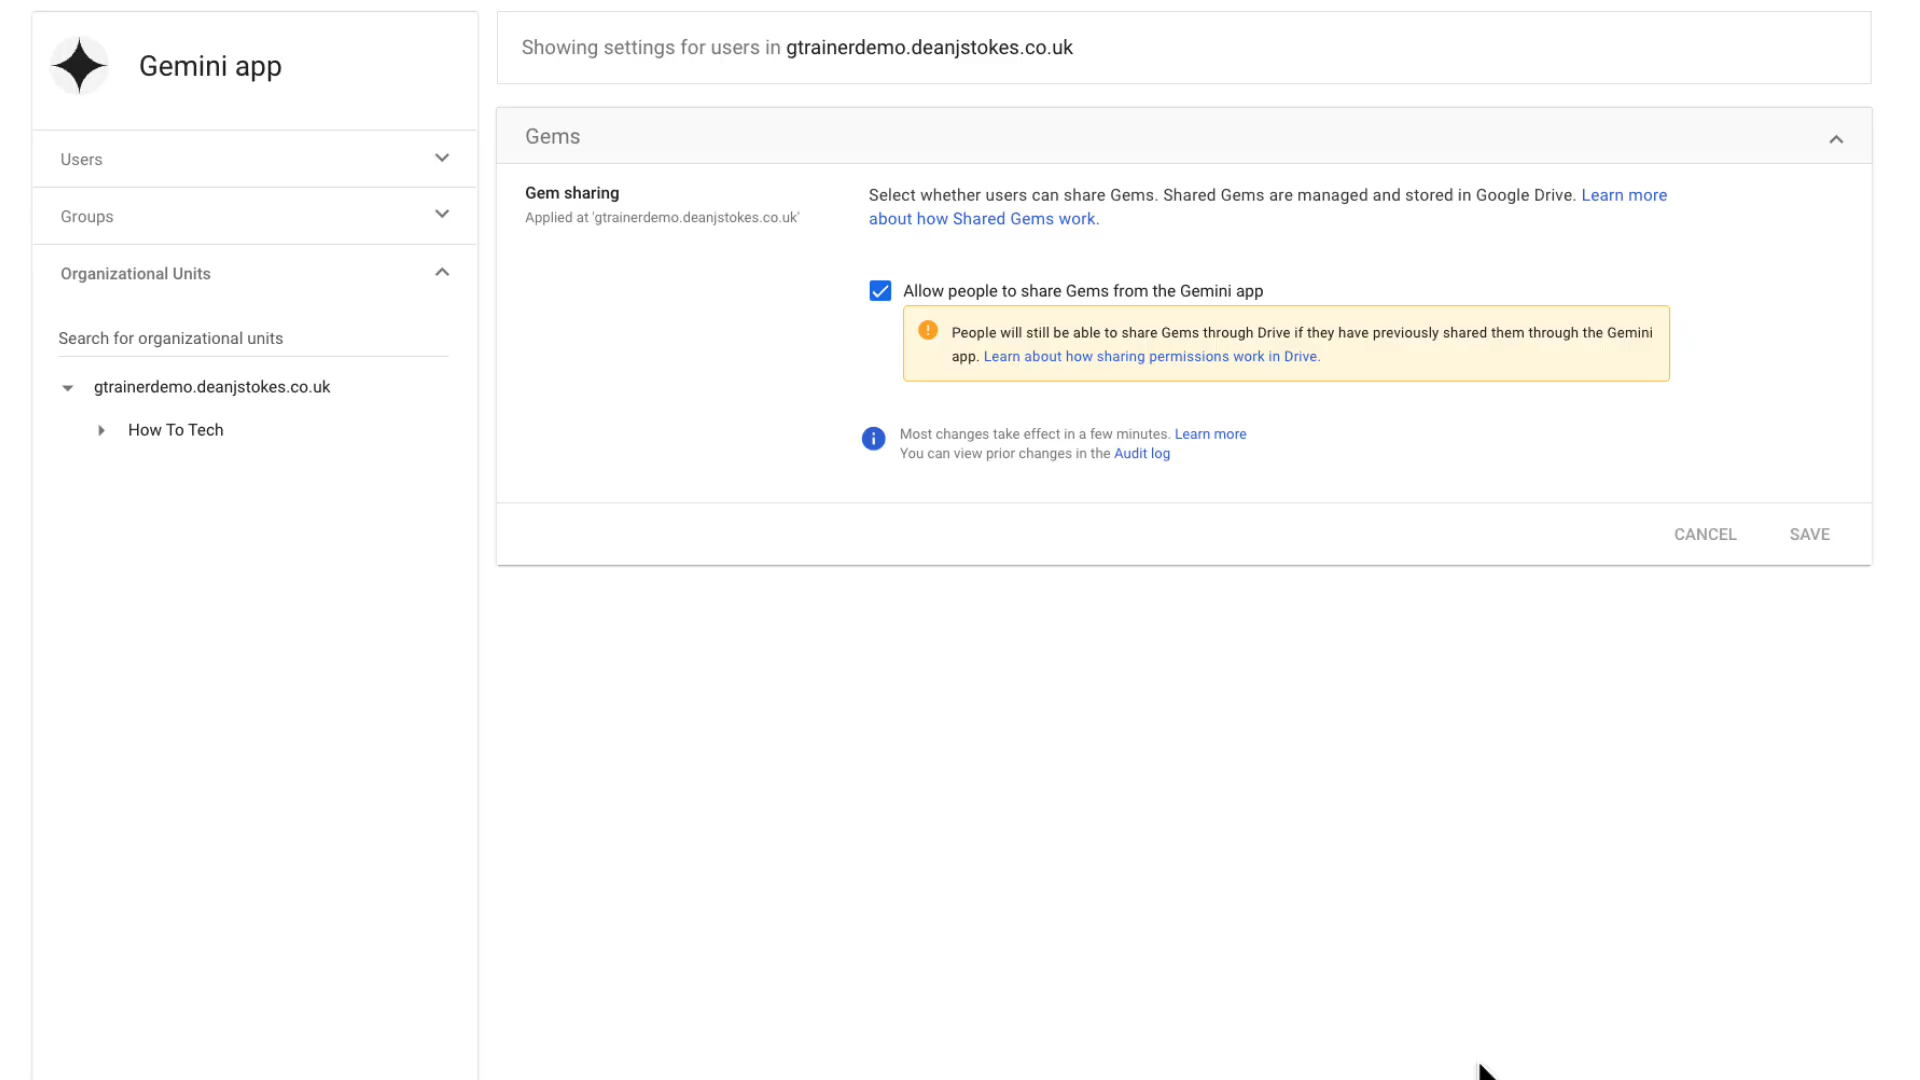 Gemini app
Users
Groups
Organizational Units
Search for organizational units
gtrainerdemo.deanjstokes.co.uk
How To Tech
Showing settings for users in gtrainerdemo.deanjstokes.co.uk
Gems
Gem sharing
Applied at 'gtrainerdemo.deanjstokes.co.uk'
Select whether users can share Gems. Shared Gems are managed and stored in Google Drive. Learn more
about how Shared Gems work.
Allow people to share Gems from the Gemini app
People will still be able to share Gems through Drive if they have previously shared them through the Gemini
app. Learn about how sharing permissions work in Drive.
Most changes take effect in a few minutes. Learn more
You can view prior changes in the Audit log
CANCEL SAVE